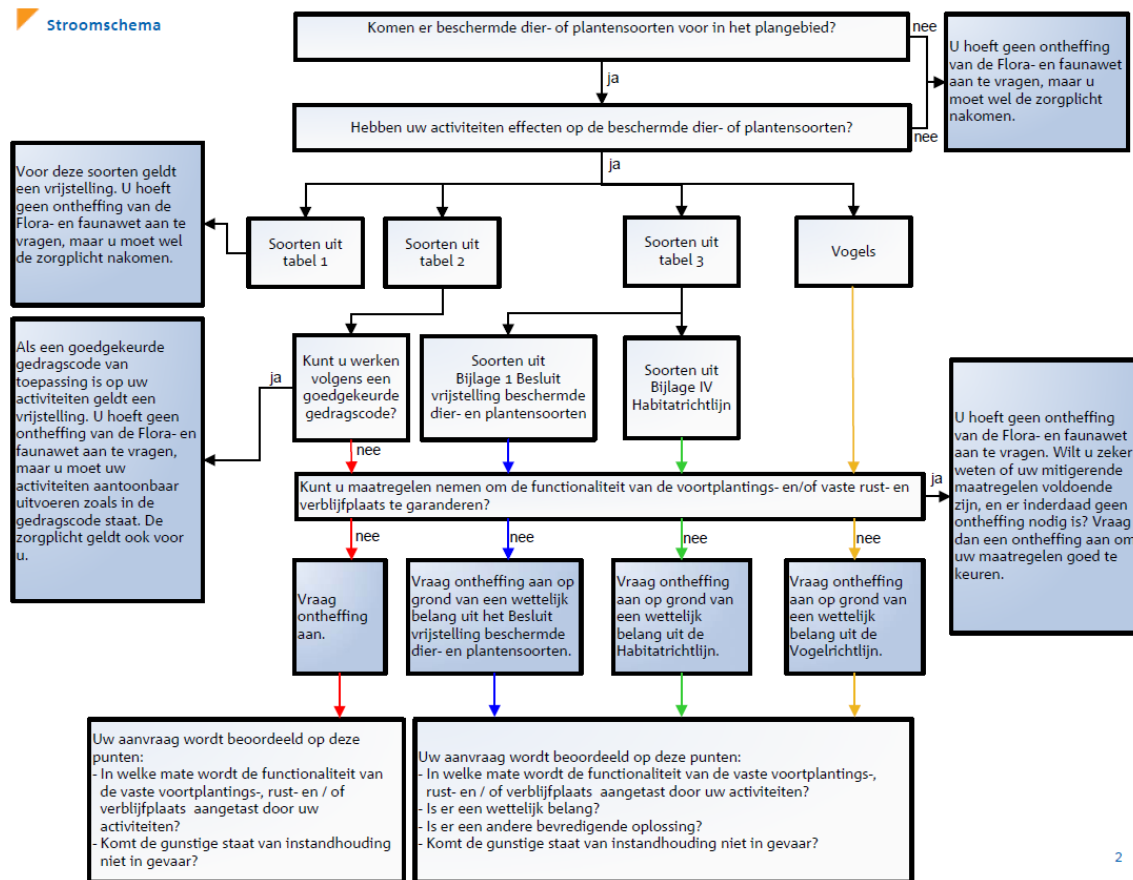 Stroomschema
Komen er beschermde dier- of plantensoorten voor in het plangebied?
nee
U hoeft geen ontheffing
van de Flora- en faunawet
aan te vragen, maar u
moet wel de zorgplicht
nakomen.
ja
Hebben uw activiteiten effecten op de beschermde dier- of plantensoorten?
nee
ja
Voor deze soorten geldt
een vrijstelling. U hoeft
geen ontheffing van de
Flora- en faunawet aan te
vragen, maar u moet wel
de zorgplicht nakomen.
Soorten uit
tabel 1
Soorten uit
tabel 2
Soorten uit
tabel 3
Vogels
Als een goedgekeurde
gedragscode van
toepassing is op uw
activiteiten geldt een
vrijstelling. U hoeft geen
ontheffing van de Flora- en
faunawet aan te vragen,
maar u moet uw
activiteiten aantoonbaar
uitvoeren zoals in de
gedragscode staat. De
zorgplicht geldt ook voor
u.
ja
Kunt u werken
volgens een
goedgekeurde
gedragscode?
Soorten uit
Bijlage 1 Besluit
vrijstelling beschermde
dier- en plantensoorten
Soorten uit
Bijlage IV
Habitatrichtlijn
nee
Kunt u maatregelen nemen om de functionaliteit van de voortplantings- en/of vaste rust- en
verblijfplaats te garanderen?
ja
U hoeft geen ontheffing
van de Flora- en faunawet
aan te vragen. Wilt u zeker
weten of uw mitigerende
maatregelen voldoende
zijn, en er inderdaad geen
ontheffing nodig is? Vraag
dan een ontheffing aan om
uw maatregelen goed te
keuren.
nee
nee
nee
nee
Vraag
ontheffing
aan.
Vraag ontheffing aan op
grond van een wettelijk
belang uit het Besluit
vrijstelling beschermde
dier- en plantensoorten.
Vraag ontheffing
aan op grond van
een wettelijk
belang uit de
Habitatrichtlijn.
Vraag ontheffing
aan op grond van
een wettelijk
belang uit de
Vogelrichtlijn.
Uw aanvraag wordt beoordeeld op deze
punten:
- In welke mate wordt de functionaliteit van
de vaste voortplantings-, rust- en / of
verblijfplaats aangetast door uw
activiteiten?
- Komt de gunstige staat van instandhouding
niet in gevaar?
Uw aanvraag wordt beoordeeld op deze punten:
- In welke mate wordt de functionaliteit van de vaste voortplantings-,
rust- en / of verblijfplaats aangetast door uw activiteiten?
- Is er een wettelijk belang?
- Is er een andere bevredigende oplossing?
- Komt de gunstige staat van instandhouding niet in gevaar?
2